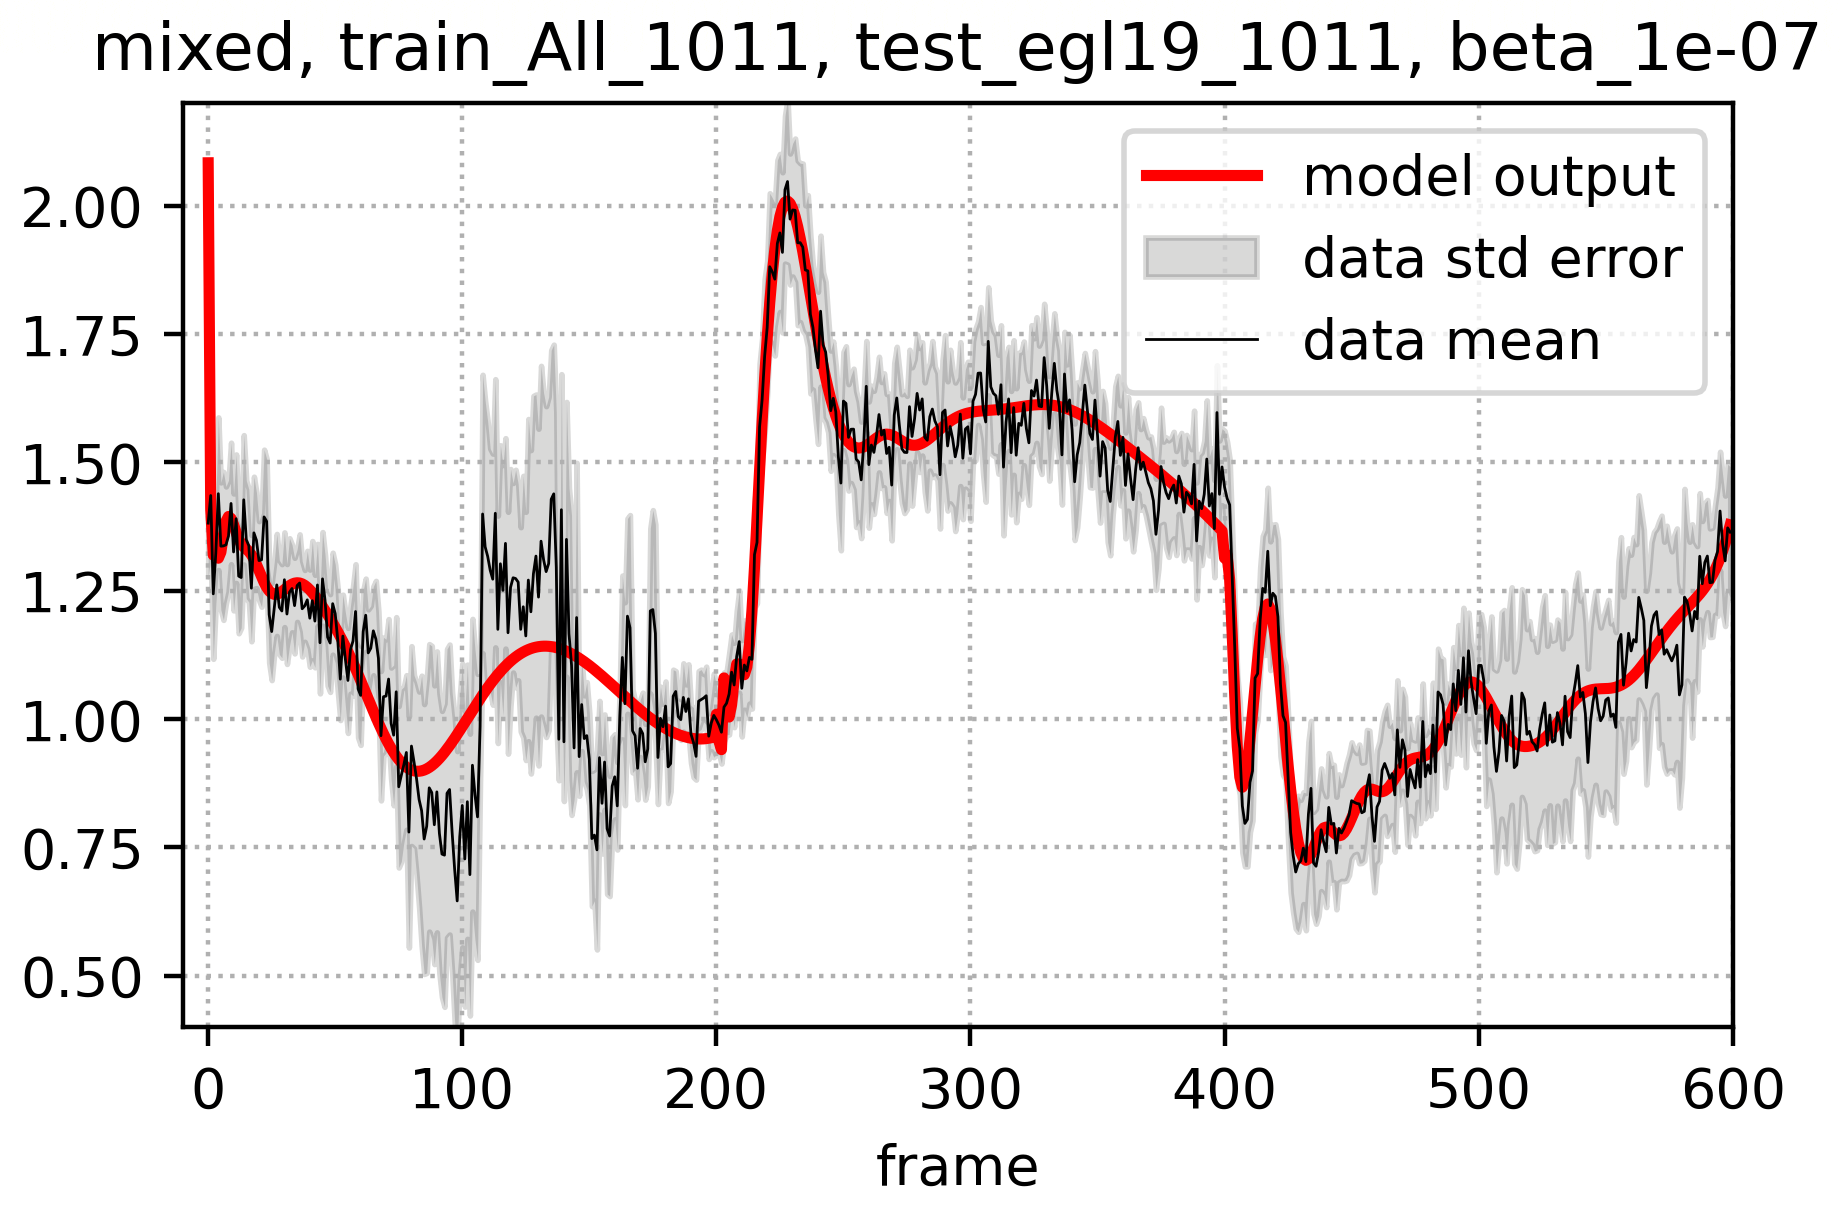 mixed, train_All_1011, test_egl19_1011, beta_1e-07
model output
data std error
data mean
2.00
1.75
1.50
1.25
1.00
0.75
0.50
0 100 200 300 400 500 600
frame